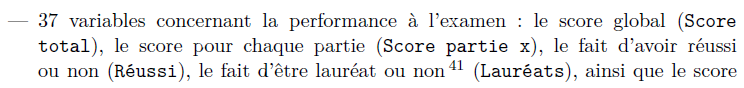 — 37 variables concernant la performance à l'examen : le score global (Score
total), le score pour chaque partie (Score partie x), le fait d'avoir réussi
ou non (Réussi), le fait d'être lauréat ou non 41 (Lauréats), ainsi que le score